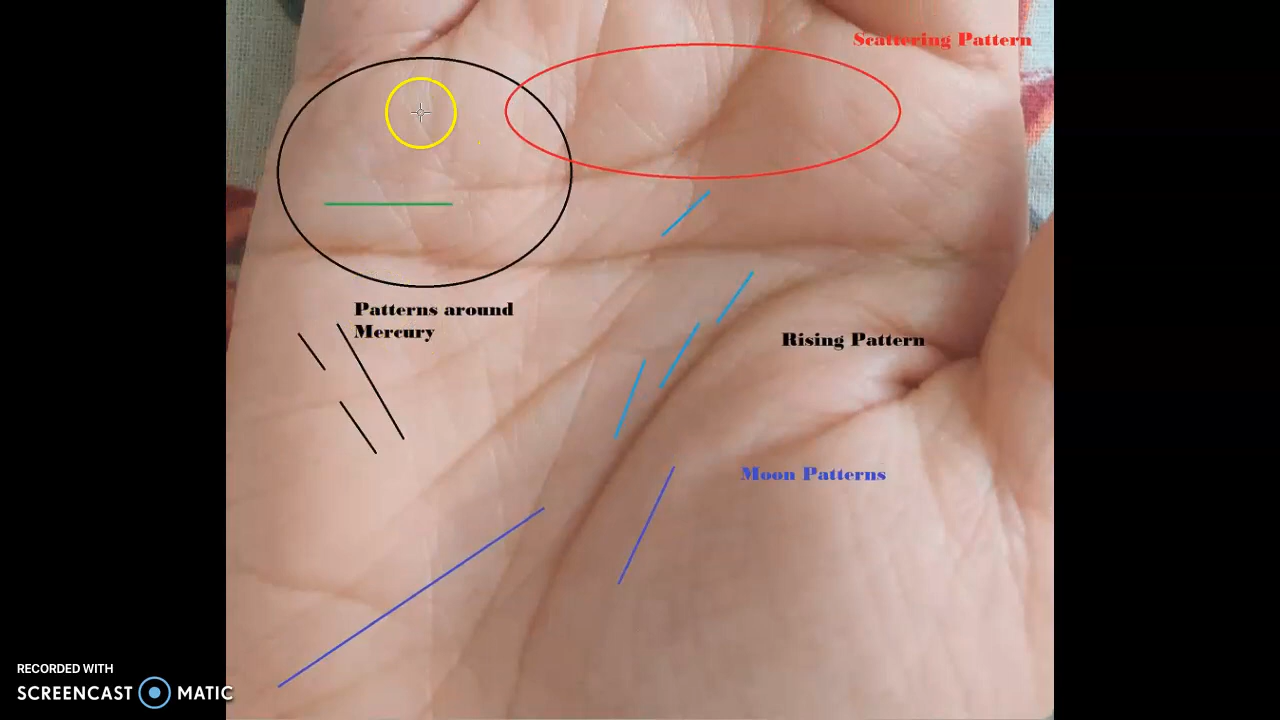 Scattering Pattern
Patterns around
Mercury
Rising Pattern
Moon Patterns
RECORDED WITH
SCREENCAST MATIC